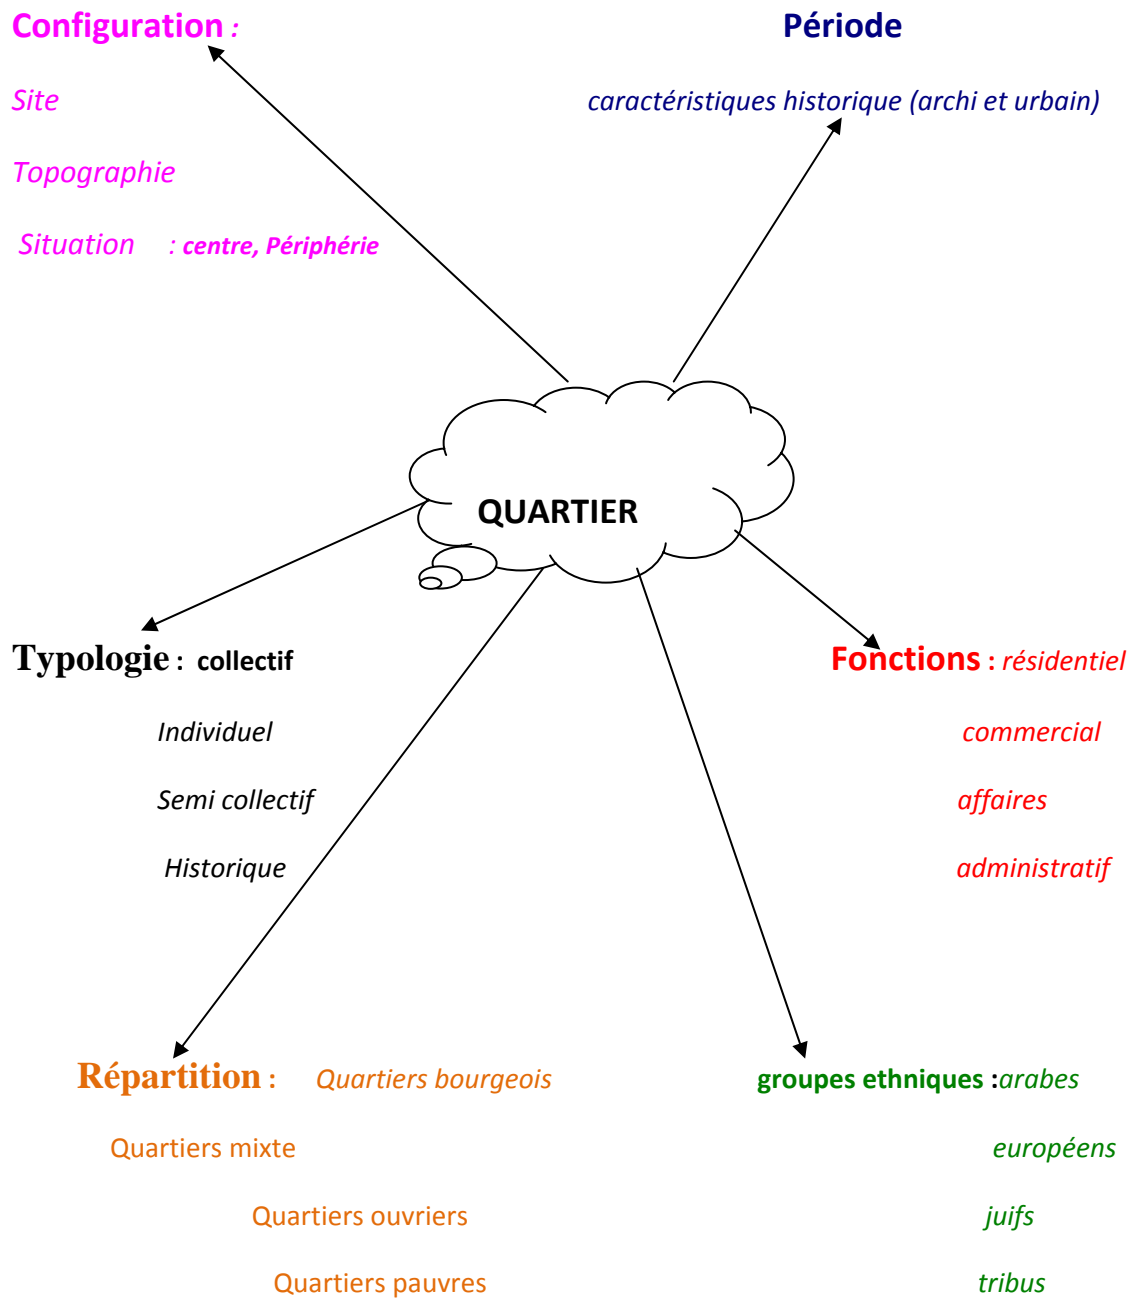 Configuration :
Période
Site
caractéristiques historique (archi et urbain)
Topographie
Situation : centre, Périphérie
QUARTIER
Typologie : collectif
Fonctions : résidentiel
Individuel
commercial
Semi collectif
affaires
Historique
administratif
Répartition : Quartiers bourgeois
groupes ethniques :arabes
Quartiers mixte
européens
Quartiers ouvriers
juifs
Quartiers pauvres
tribus